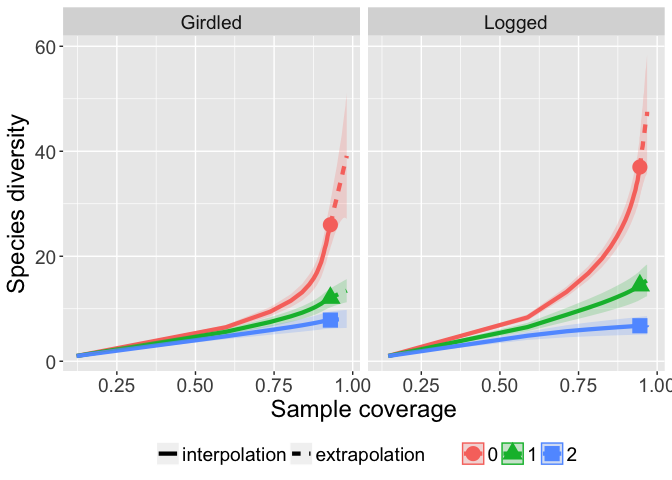 Girdled Logged
Species diversity
60
40
20
0
0.25 0.50 0.75 1.00 0.25 0.50 0.75 1.00
Sample coverage
interpolation extrapolation 0 1 2